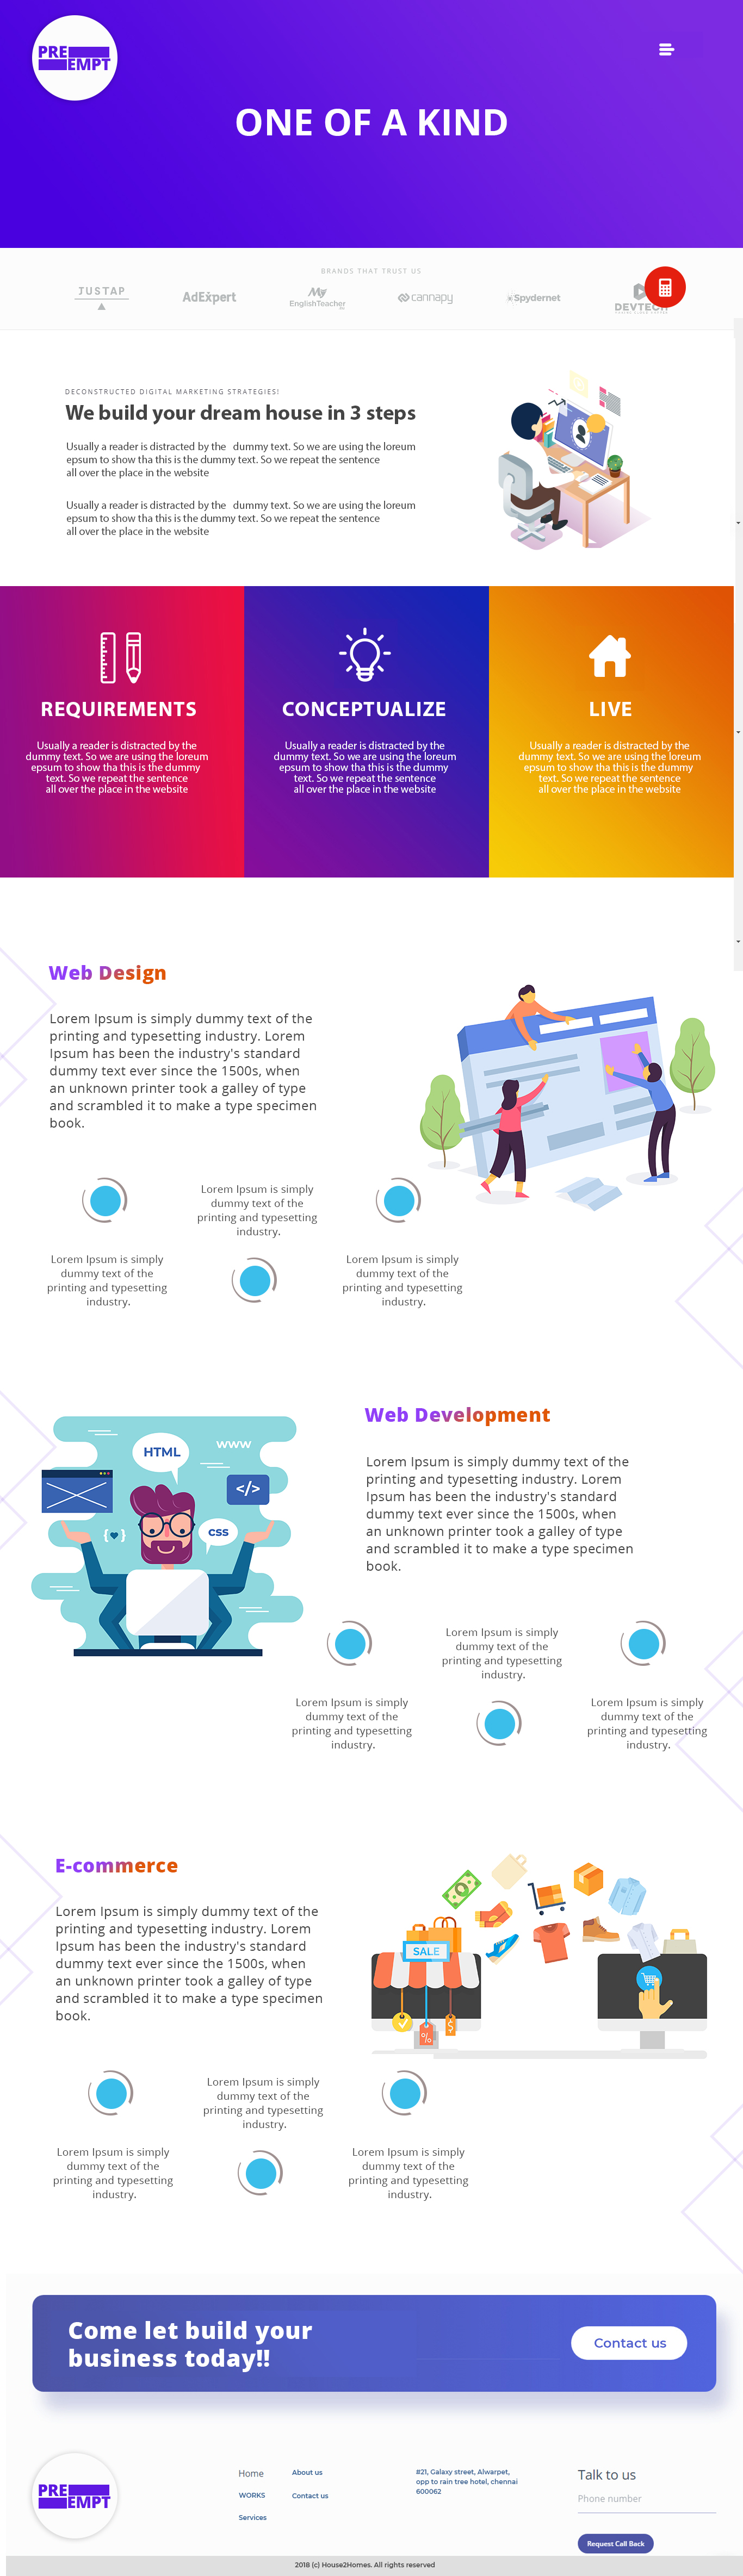 PRE
EMPT
ONE OF A KIND
BRANDS THAT TRUST US
JUSTAP
AdExpert
My
EnglishTeacher
cannapy
Spydernet
DEVTECH
DECONSTRUCTED DIGITAL MARKETING STRATEGIES!
We build your dream house in 3 steps
Usually a reader is distracted by the dummy text. So we are using the loreum
epsum to show tha this is the dummy text. So we repeat the sentence
all over the place in the website
Usually a reader is distracted by the dummy text. So we are using the loreum
epsum to show tha this is the dummy text. So we repeat the sentence
all over the place in the website
REQUIREMENTS
Usually a reader is distracted by the
dummy text. So we are using the loreum
epsum to show tha this is the dummy
text. So we repeat the sentence
all over the place in the website
CONCEPTUALIZE
Usually a reader is distracted by the
dummy text. So we are using the loreum
epsum to show tha this is the dummy
text. So we repeat the sentence
all over the place in the website
LIVE
Usually a reader is distracted by the
dummy text. So we are using the loreum
epsum to show tha this is the dummy
text. So we repeat the sentence
all over the place in the website
Web Design
Lorem Ipsum is simply dummy text of the
printing and typesetting industry. Lorem
Ipsum has been the industry's standard
dummy text ever since the 1500s, when
an unknown printer took a galley of type
and scrambled it to make a type specimen
book.
Lorem Ipsum is simply
dummy text of the
printing and typesetting
industry.
Lorem Ipsum is simply
dummy text of the
printing and typesetting
industry.
Lorem Ipsum is simply
dummy text of the
printing and typesetting
industry.
Web Development
HTML
WWW
</>
{ }
css
Lorem Ipsum is simply dummy text of the
printing and typesetting industry. Lorem
Ipsum has been the industry's standard
dummy text ever since the 1500s, when
an unknown printer took a galley of type
and scrambled it to make a type specimen
book.
Lorem Ipsum is simply
dummy text of the
printing and typesetting
industry.
Lorem Ipsum is simply
dummy text of the
printing and typesetting
industry.
Lorem Ipsum is simply
dummy text of the
printing and typesetting
industry.
E-commerce
Lorem Ipsum is simply dummy text of the
printing and typesetting industry. Lorem
Ipsum has been the industry's standard
dummy text ever since the 1500s, when
an unknown printer took a galley of type
and scrambled it to make a type specimen
book.
SALE
%
$
Lorem Ipsum is simply
dummy text of the
printing and typesetting
industry.
Lorem Ipsum is simply
dummy text of the
printing and typesetting
industry.
Lorem Ipsum is simply
dummy text of the
printing and typesetting
industry.
Come let build your
business today!!
Contact us
PRE
EMPT
Home
WORKS
Services
About us
Contact us
#21, Galaxy street, Alwarpet,
opp to rain tree hotel, chennai
600062
Talk to us
Phone number
Request Call Back
2018 (c) House2Homes. All rights reserved